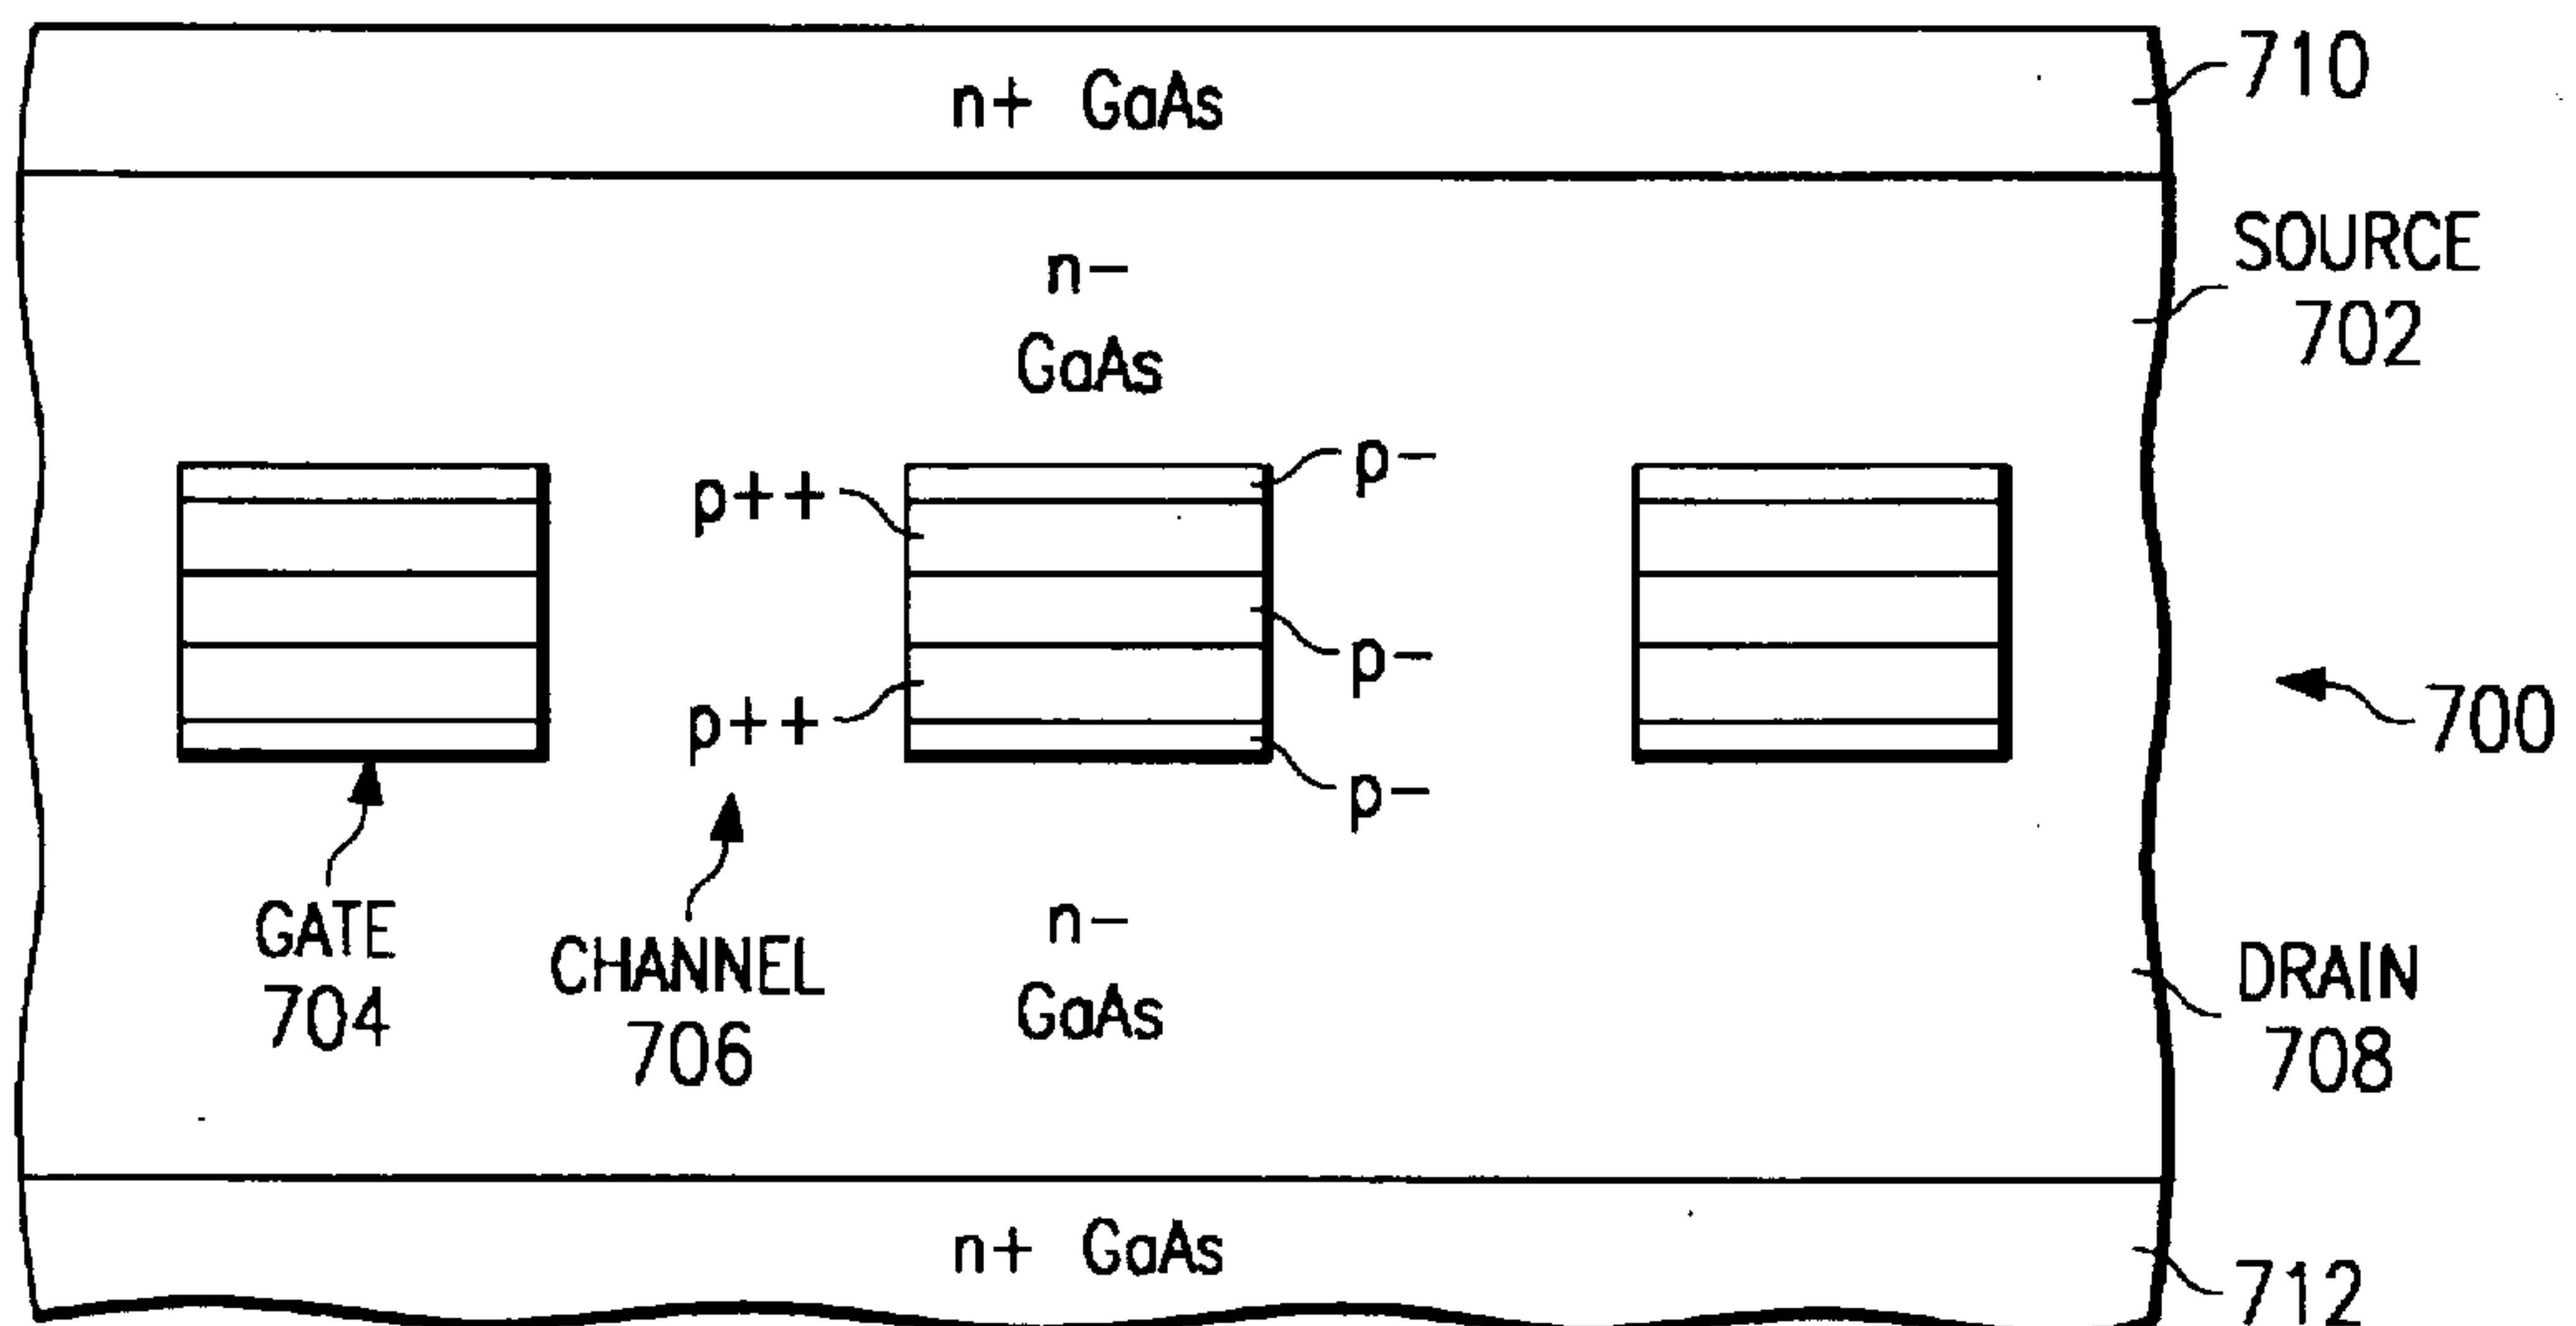 n+ GaAs
710
n-
GaAs
SOURCE
702
p++
p-
p-
p++
p-
700
GATE
704
CHANNEL
706
n-
GaAs
DRAIN
708
n+ GaAs
712